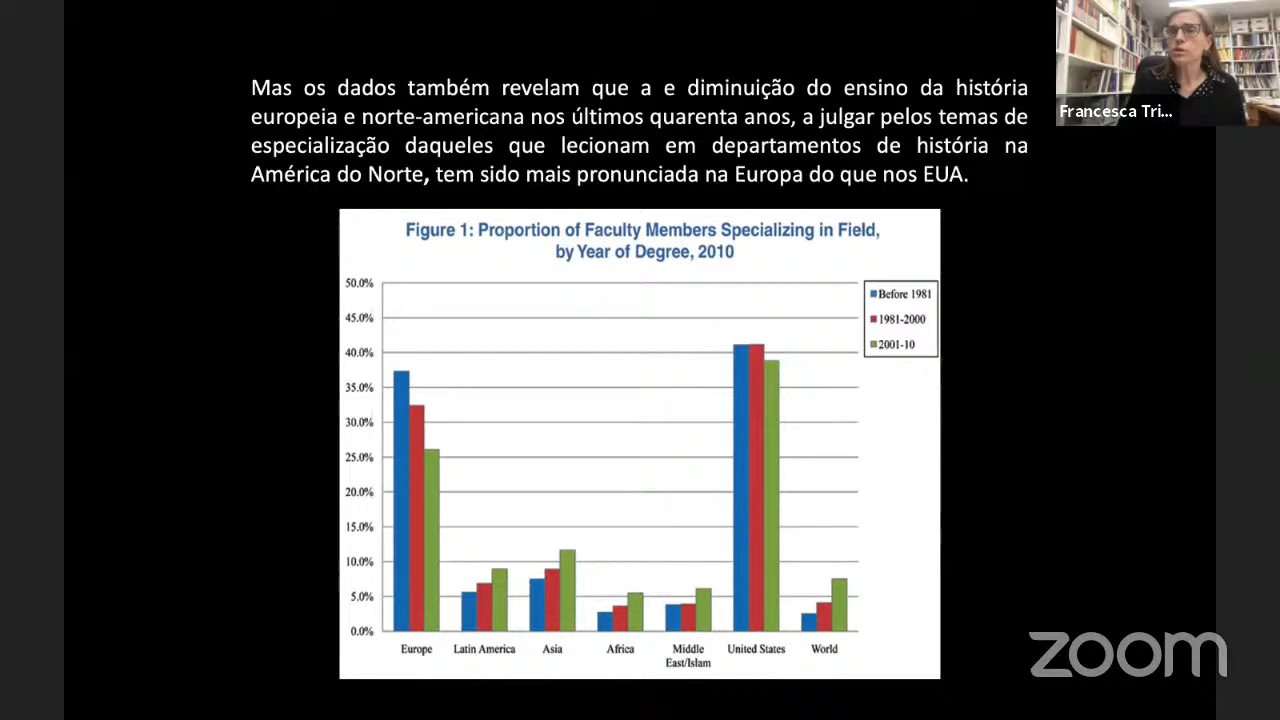 Mas os dados também revelam que a e diminuição do ensino da história
europeia e norte-americana nos últimos quarenta anos, a julgar pelos temas de
especialização daqueles que lecionam em departamentos de história na
América do Norte, tem sido mais pronunciada na Europa do que nos EUA.
Francesca Tri...
Figure 1: Proportion of Faculty Members Specializing in Field,
by Year of Degree, 2010
50.0%
45.0%
40.0%
35.0%
30.0%
25.0%
20.0%
15.0%
10.0%
5.0%
0.0%
Before 1981
1981-2000
2001-10
Europe
Latin America
Asia
Africa
Middle
East/Islam
United States
World
zoom